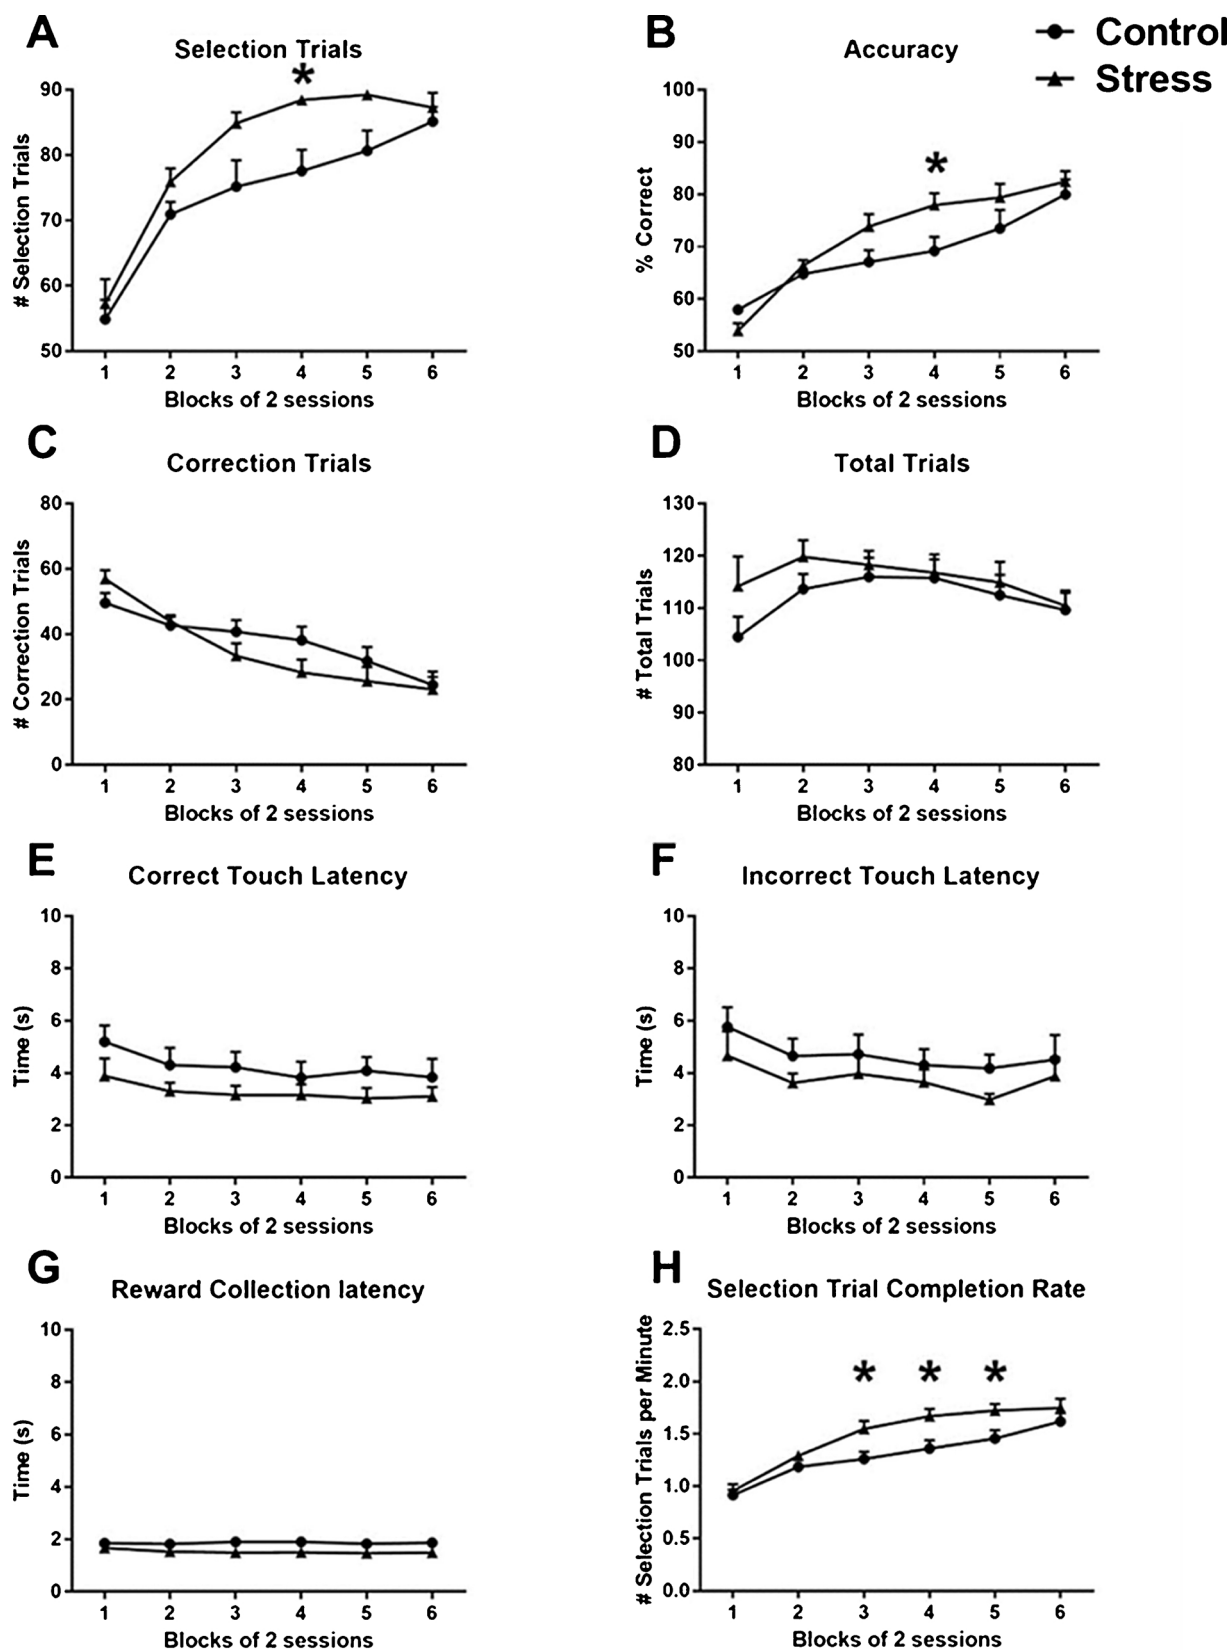 A
Selection Trials
*
# Selection Trials
90
80
70
60
50
1 2 3 4 5 6
Blocks of 2 sessions
B
Accuracy
Control
Stress
*
% Correct
100
90
80
70
60
50
1 2 3 4 5 6
Blocks of 2 sessions
C
Correction Trials
# Correction Trials
80
60
40
20
0
1 2 3 4 5 6
Blocks of 2 sessions
D
Total Trials
# Total Trials
130
120
110
100
90
80
1 2 3 4 5 6
Blocks of 2 sessions
E
Correct Touch Latency
Time (s)
10
8
6
4
2
0
1 2 3 4 5 6
Blocks of 2 sessions
F
Incorrect Touch Latency
Time (s)
10
8
6
4
2
0
1 2 3 4 5 6
Blocks of 2 sessions
G
Reward Collection latency
Time (s)
10
8
6
4
2
0
1 2 3 4 5 6
Blocks of 2 sessions
H
Selection Trial Completion Rate
# Selection Trials per Minute
2.5
2.0
1.5
1.0
0.5
0.0
* * *
1 2 3 4 5 6
Blocks of 2 sessions